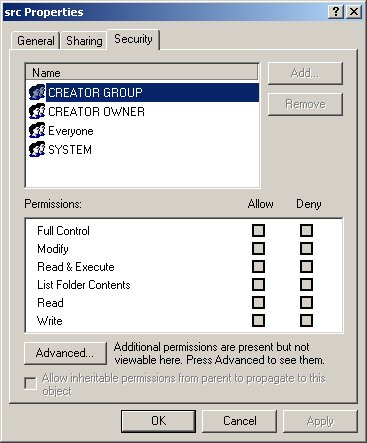 src Properties
General Sharing Security
Name
CREATOR GROUP
CREATOR OWNER
Everyone
SYSTEM
Add...
Remove
Permissions: Allow Deny
Full Control
Modify
Read & Execute
List Folder Contents
Read
Write
Advanced...
Additional permissions are present but not
viewable here. Press Advanced to see them.
Allow inheritable permissions from parent to propagate to this
object
OK Cancel Apply